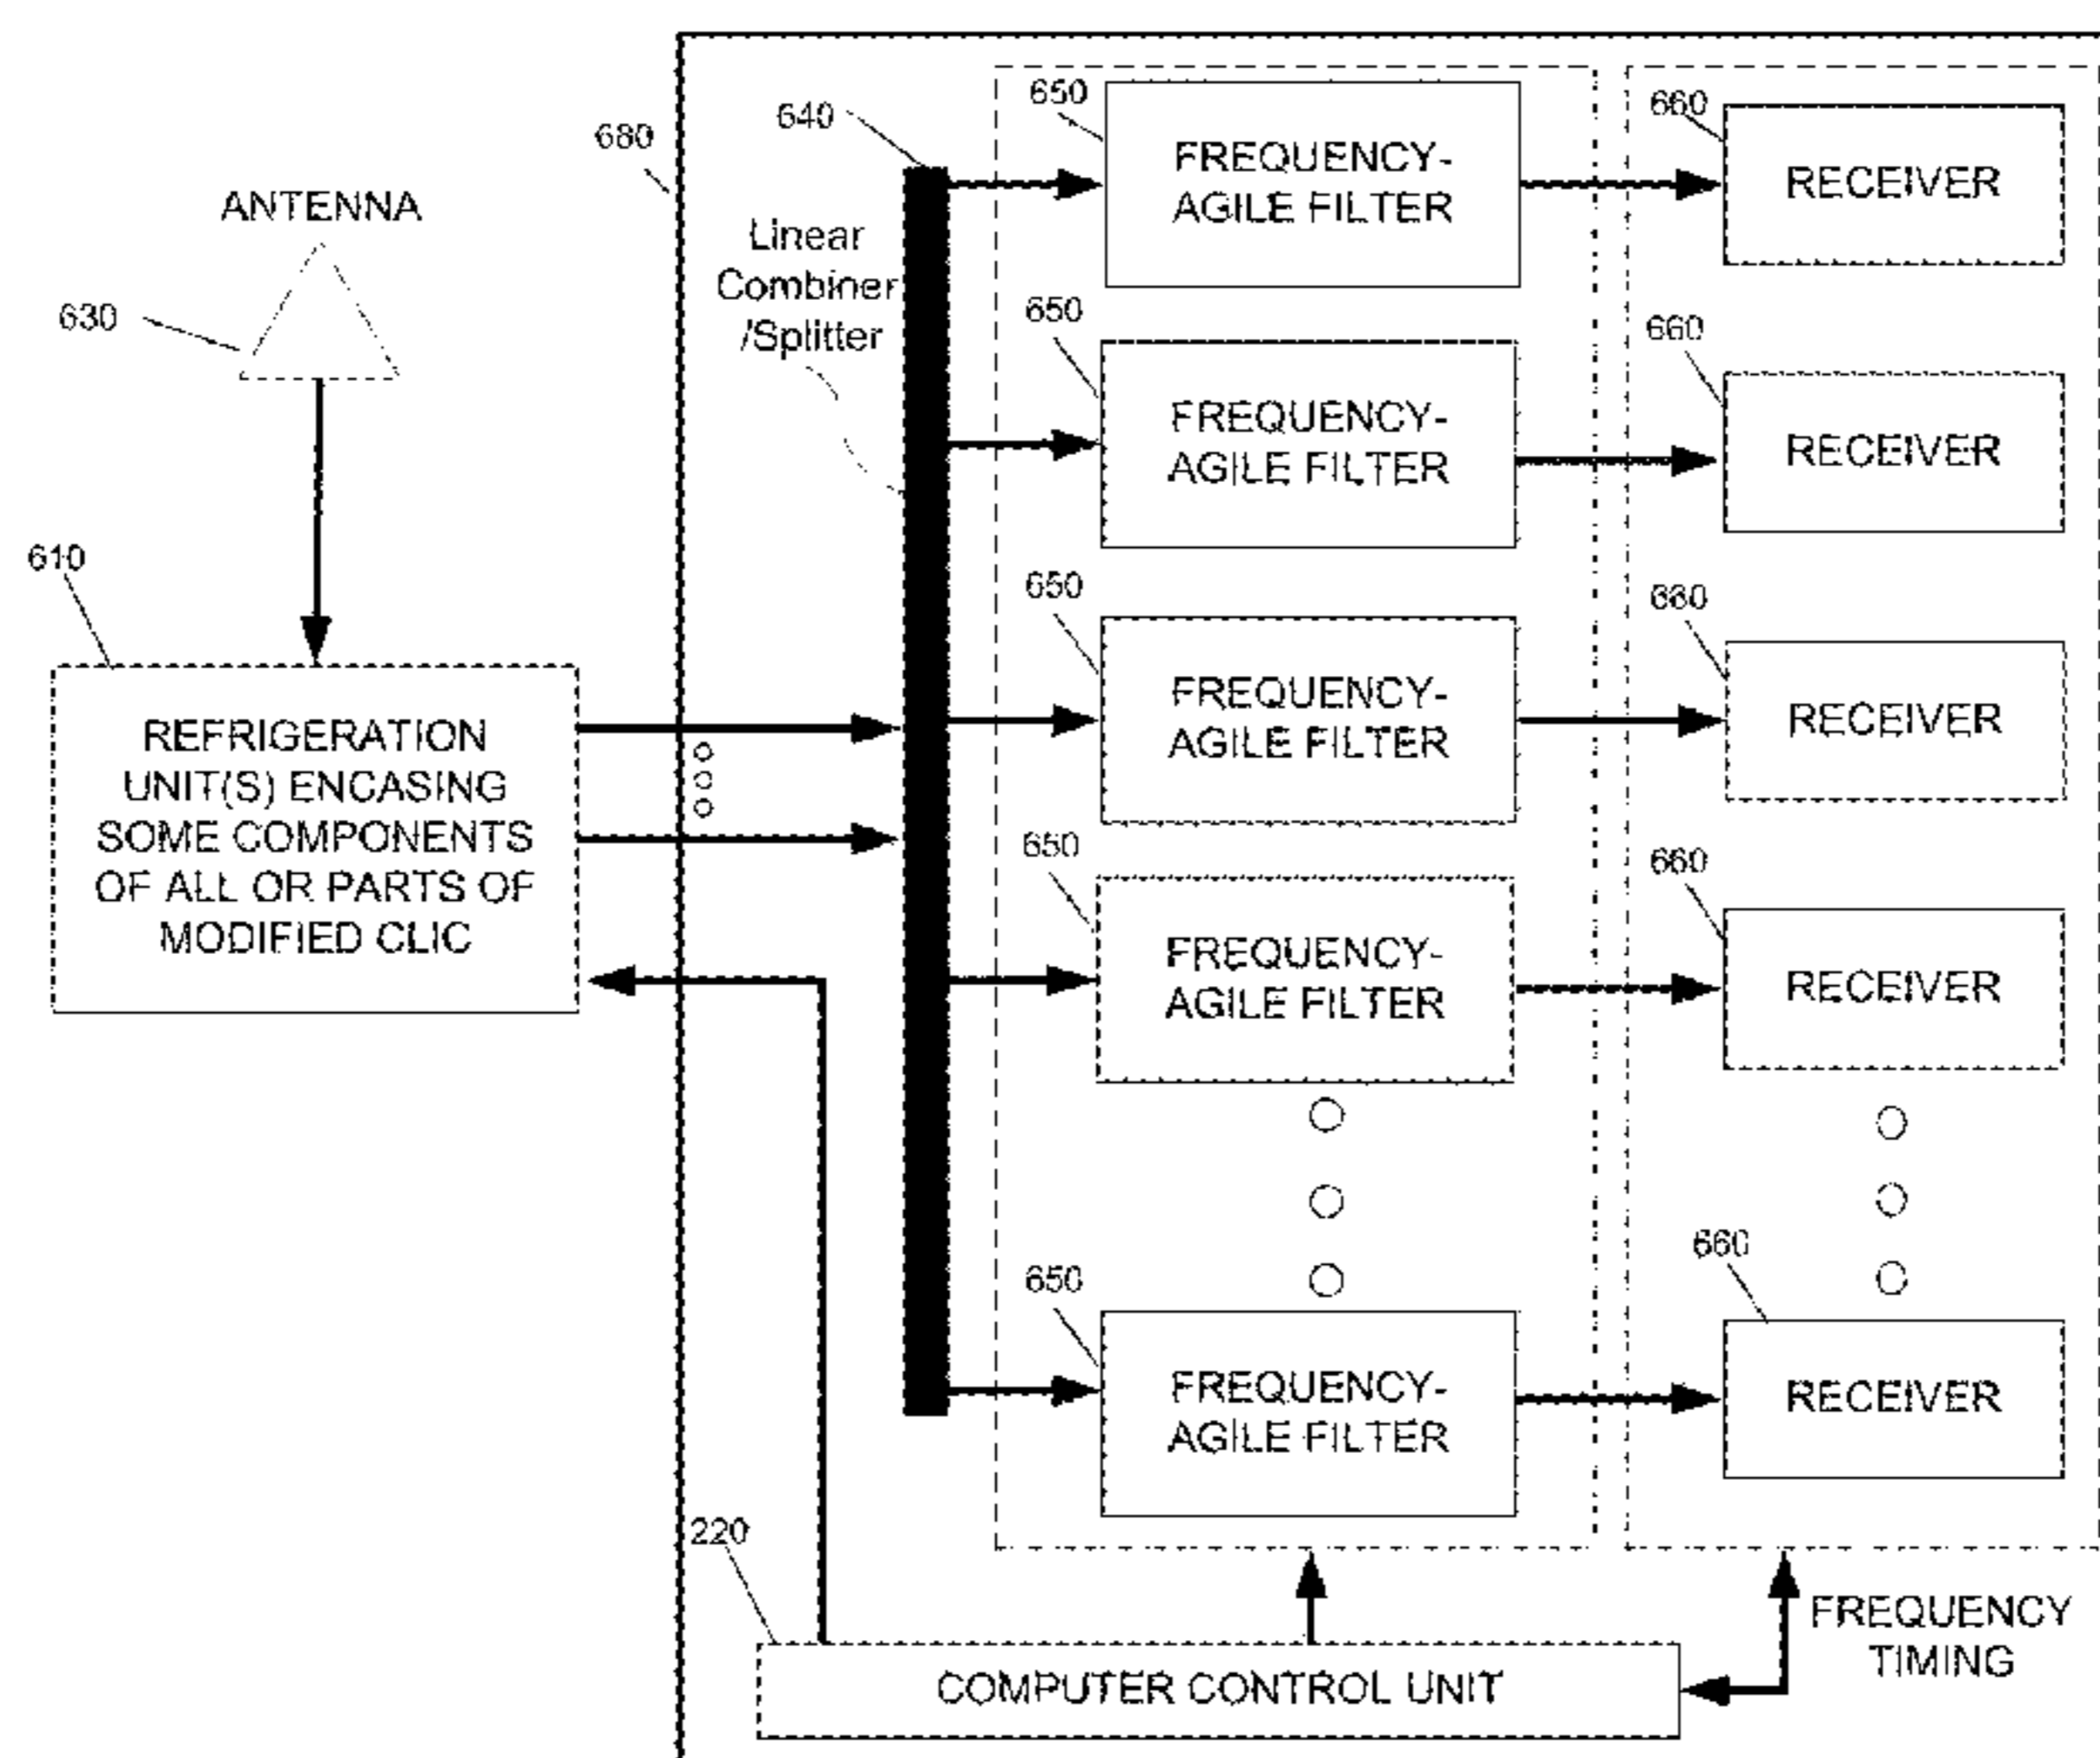 650
660
640
680
FREQUENCY-
AGILE FILTER
RECEIVER
ANTENNA
Linear
Combiner
/Splitter
630
650
660
FREQUENCY-
AGILE FILTER
RECEIVER
610
650
660
FREQUENCY-
AGILE FILTER
RECEIVER
REFRIGERATION
UNIT(S) ENCASING
SOME COMPONENTS
OF ALL OR PARTS OF
MODIFIED CLIC
650
660
FREQUENCY-
AGILE FILTER
RECEIVER
650
660
FREQUENCY-
AGILE FILTER
RECEIVER
220
COMPUTER CONTROL UNIT
FREQUENCY
TIMING